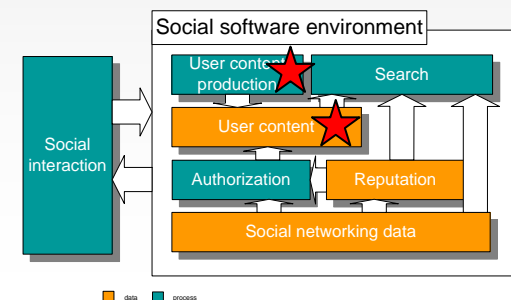 Social software environment
User content
production
Search
User content
Social
interaction
Authorization
Reputation
Social networking data
data
process